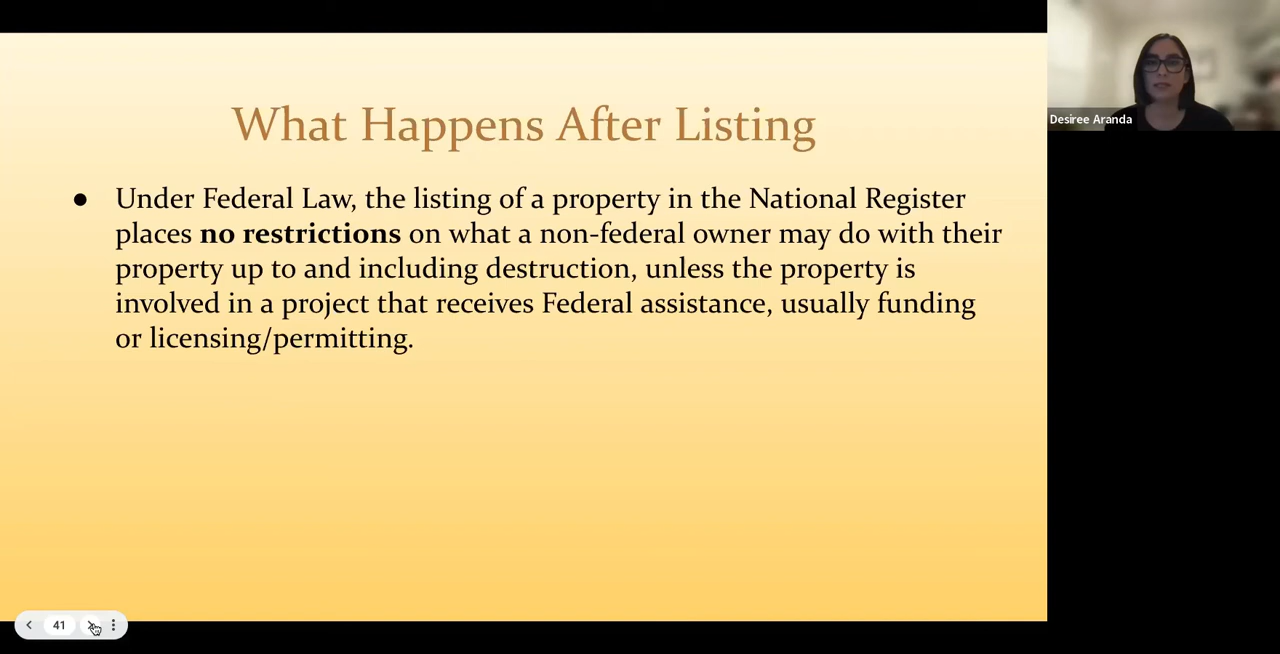 What Happens After Listing
● Under Federal Law, the listing of a property in the National Register
places no restrictions on what a non-federal owner may do with their
property up to and including destruction, unless the property is
involved in a project that receives Federal assistance, usually funding
or licensing/permitting.
Desiree Aranda
41